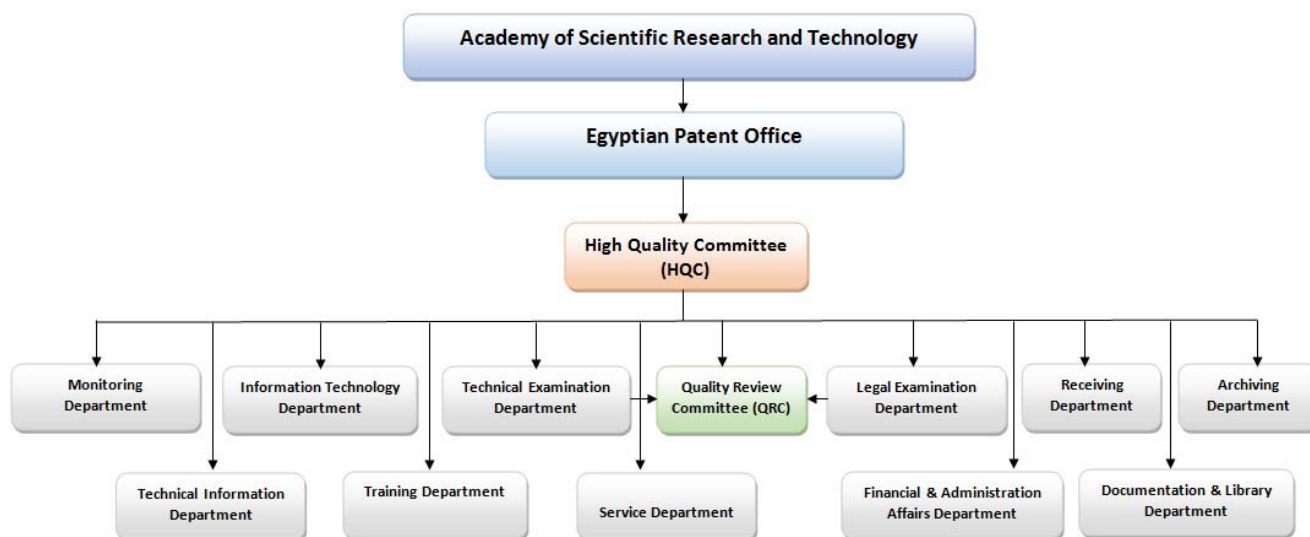 Academy of Scientific Research and Technology
Egyptian Patent Office
High Quality Committee
(HQC)
Monitoring
Department
Information Technology
Department
Technical Examination
Department
Quality Review
Committee (QRC)
Legal Examination
Department
Receiving
Department
Archiving
Department
Technical Information
Department
Training Department
Service Department
Financial & Administration
Affairs Department
Documentation & Library
Department